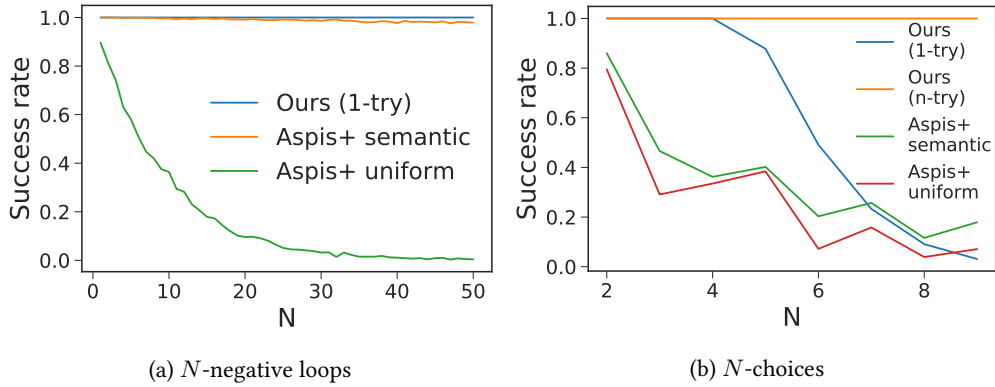 Success rate
1.0
0.8
0.6
0.4
0.2
0.0
Ours (1-try)
Aspis+ semantic
Aspis+ uniform
0 10 20 30 40 50
N
(a) N-negative loops
Success rate
1.0
0.8
0.6
0.4
0.2
0.0
Ours
(1-try)
Ours
(n-try)
Aspis+
semantic
Aspis+
uniform
2 4 6 8
N
(b) N-choices